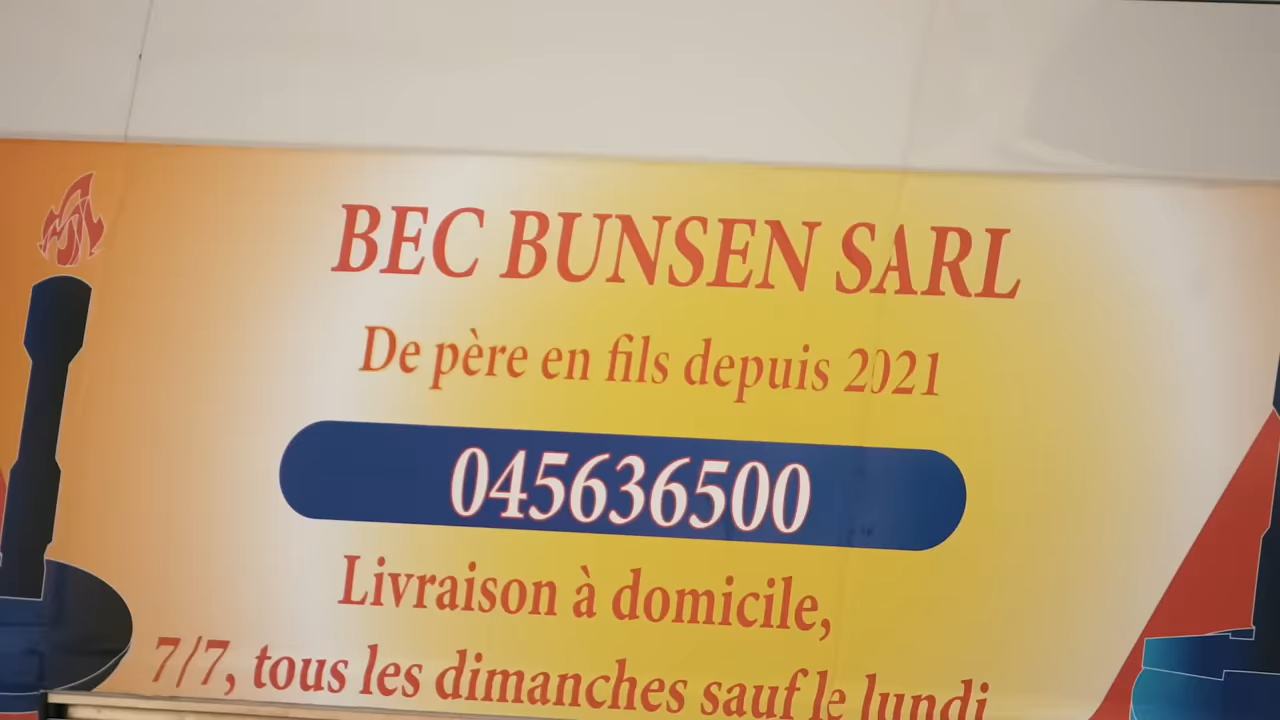 BEC BUNSEN SARL
De père en fils depuis 2021
045636500
Livraison à domicile,
7/7, tous les dimanches sauf le lundi